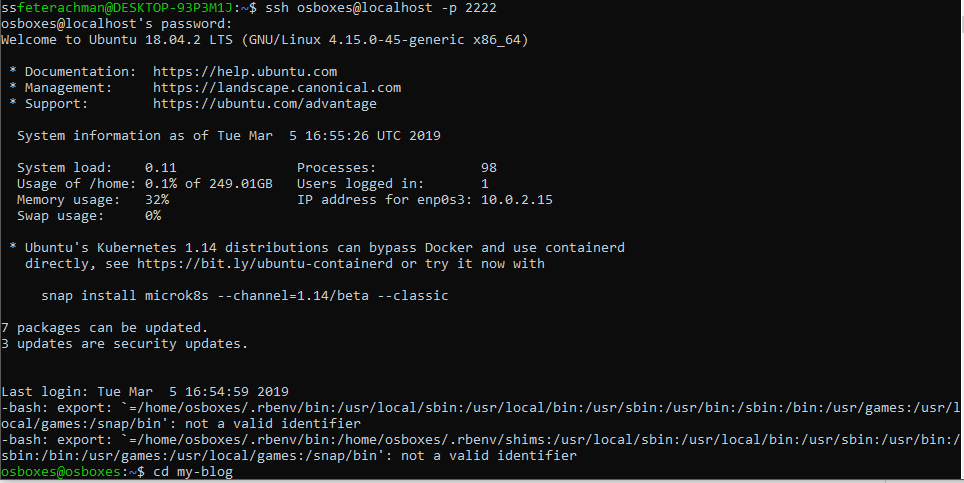 ssfeterachman@DESKTOP-93P3M1J:~$ ssh osboxes@localhost -p 2222
osboxes@localhost's password:
Welcome to Ubuntu 18.04.2 LTS (GNU/Linux 4.15.0-45-generic x86_64)
* Documentation:  https://help.ubuntu.com
* Management:     https://landscape.canonical.com
* Support:        https://ubuntu.com/advantage
System information as of Tue Mar  5 16:55:26 UTC 2019
System load:    0.11               Processes:             98
Usage of /home: 0.1% of 249.01GB   Users logged in:       1
Memory usage:   32%                IP address for enp0s3: 10.0.2.15
Swap usage:     0%
* Ubuntu's Kubernetes 1.14 distributions can bypass Docker and use containerd
directly, see https://bit.ly/ubuntu-containerd or try it now with
snap install microk8s --channel=1.14/beta --classic
7 packages can be updated.
3 updates are security updates.
Last login: Tue Mar  5 16:54:59 2019
-bash: export: `=/home/osboxes/.rbenv/bin:/usr/local/sbin:/usr/local/bin:/usr/sbin:/usr/bin:/sbin:/bin:/usr/games:/usr/l
ocal/games:/snap/bin': not a valid identifier
-bash: export: `=/home/osboxes/.rbenv/bin:/home/osboxes/.rbenv/shims:/usr/local/sbin:/usr/local/bin:/usr/sbin:/usr/bin:/
sbin:/bin:/usr/games:/usr/local/games:/snap/bin': not a valid identifier
osboxes@osboxes:~$ cd my-blog